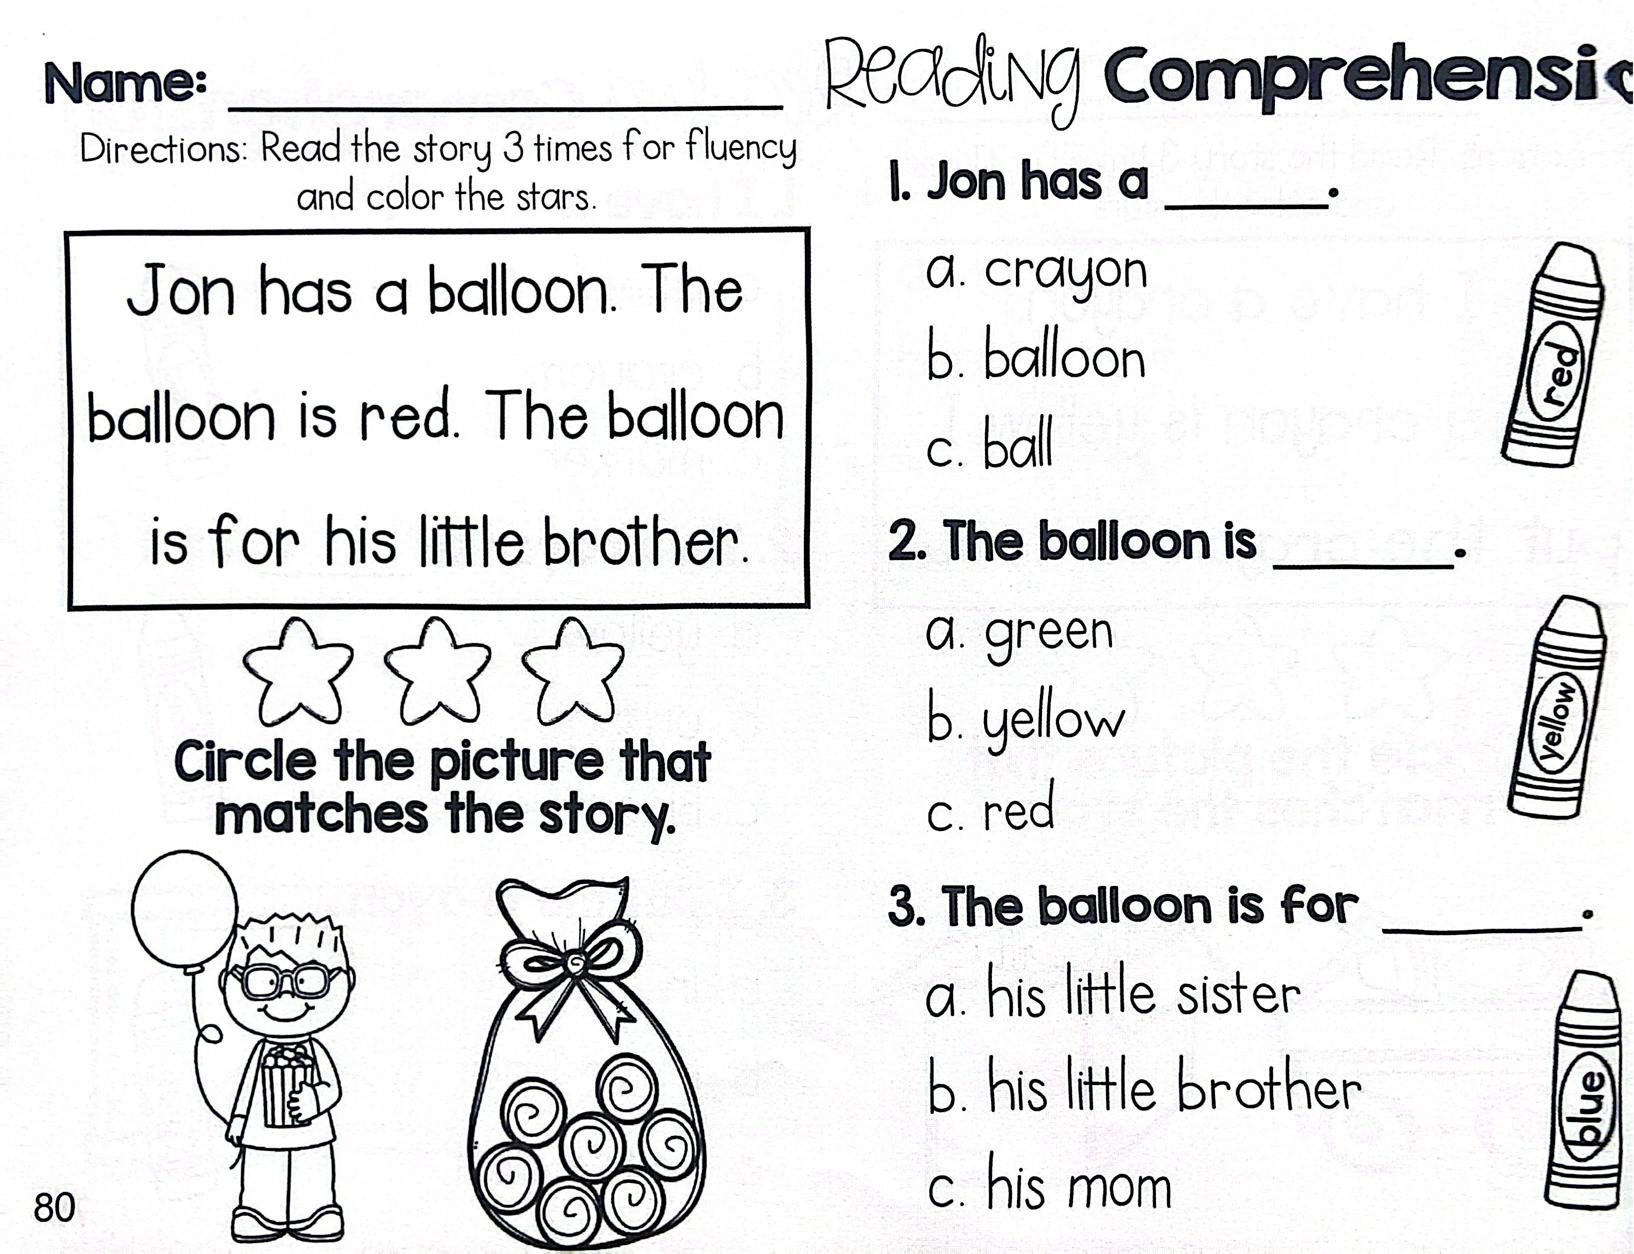 Name:
Directions: Read the story 3 times for fluency
and color the stars.
Jon has a balloon. The
balloon is red. The balloon
is for his little brother.
Circle the picture that
matches the story.
80
Reading Comprehensio
1. Jon has a ______.
a. crayon
b. balloon
c. ball
red
2. The balloon is ______.
a. green
b. yellow
c. red
yellow
3. The balloon is for ______.
a. his little sister
b. his little brother
c. his mom
blue